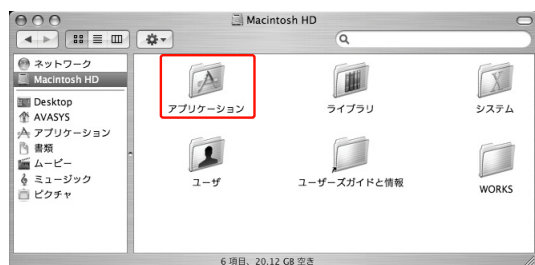 Macintosh HD
ネットワーク
Macintosh HD
Desktop
AVASYS
アプリケーション
書類
ムービー
ミュージック
ピクチャ
アプリケーション
ライブラリ
システム
ユーザ
ユーザーズガイドと情報
WORKS
6 項目、20.12 GB 空き